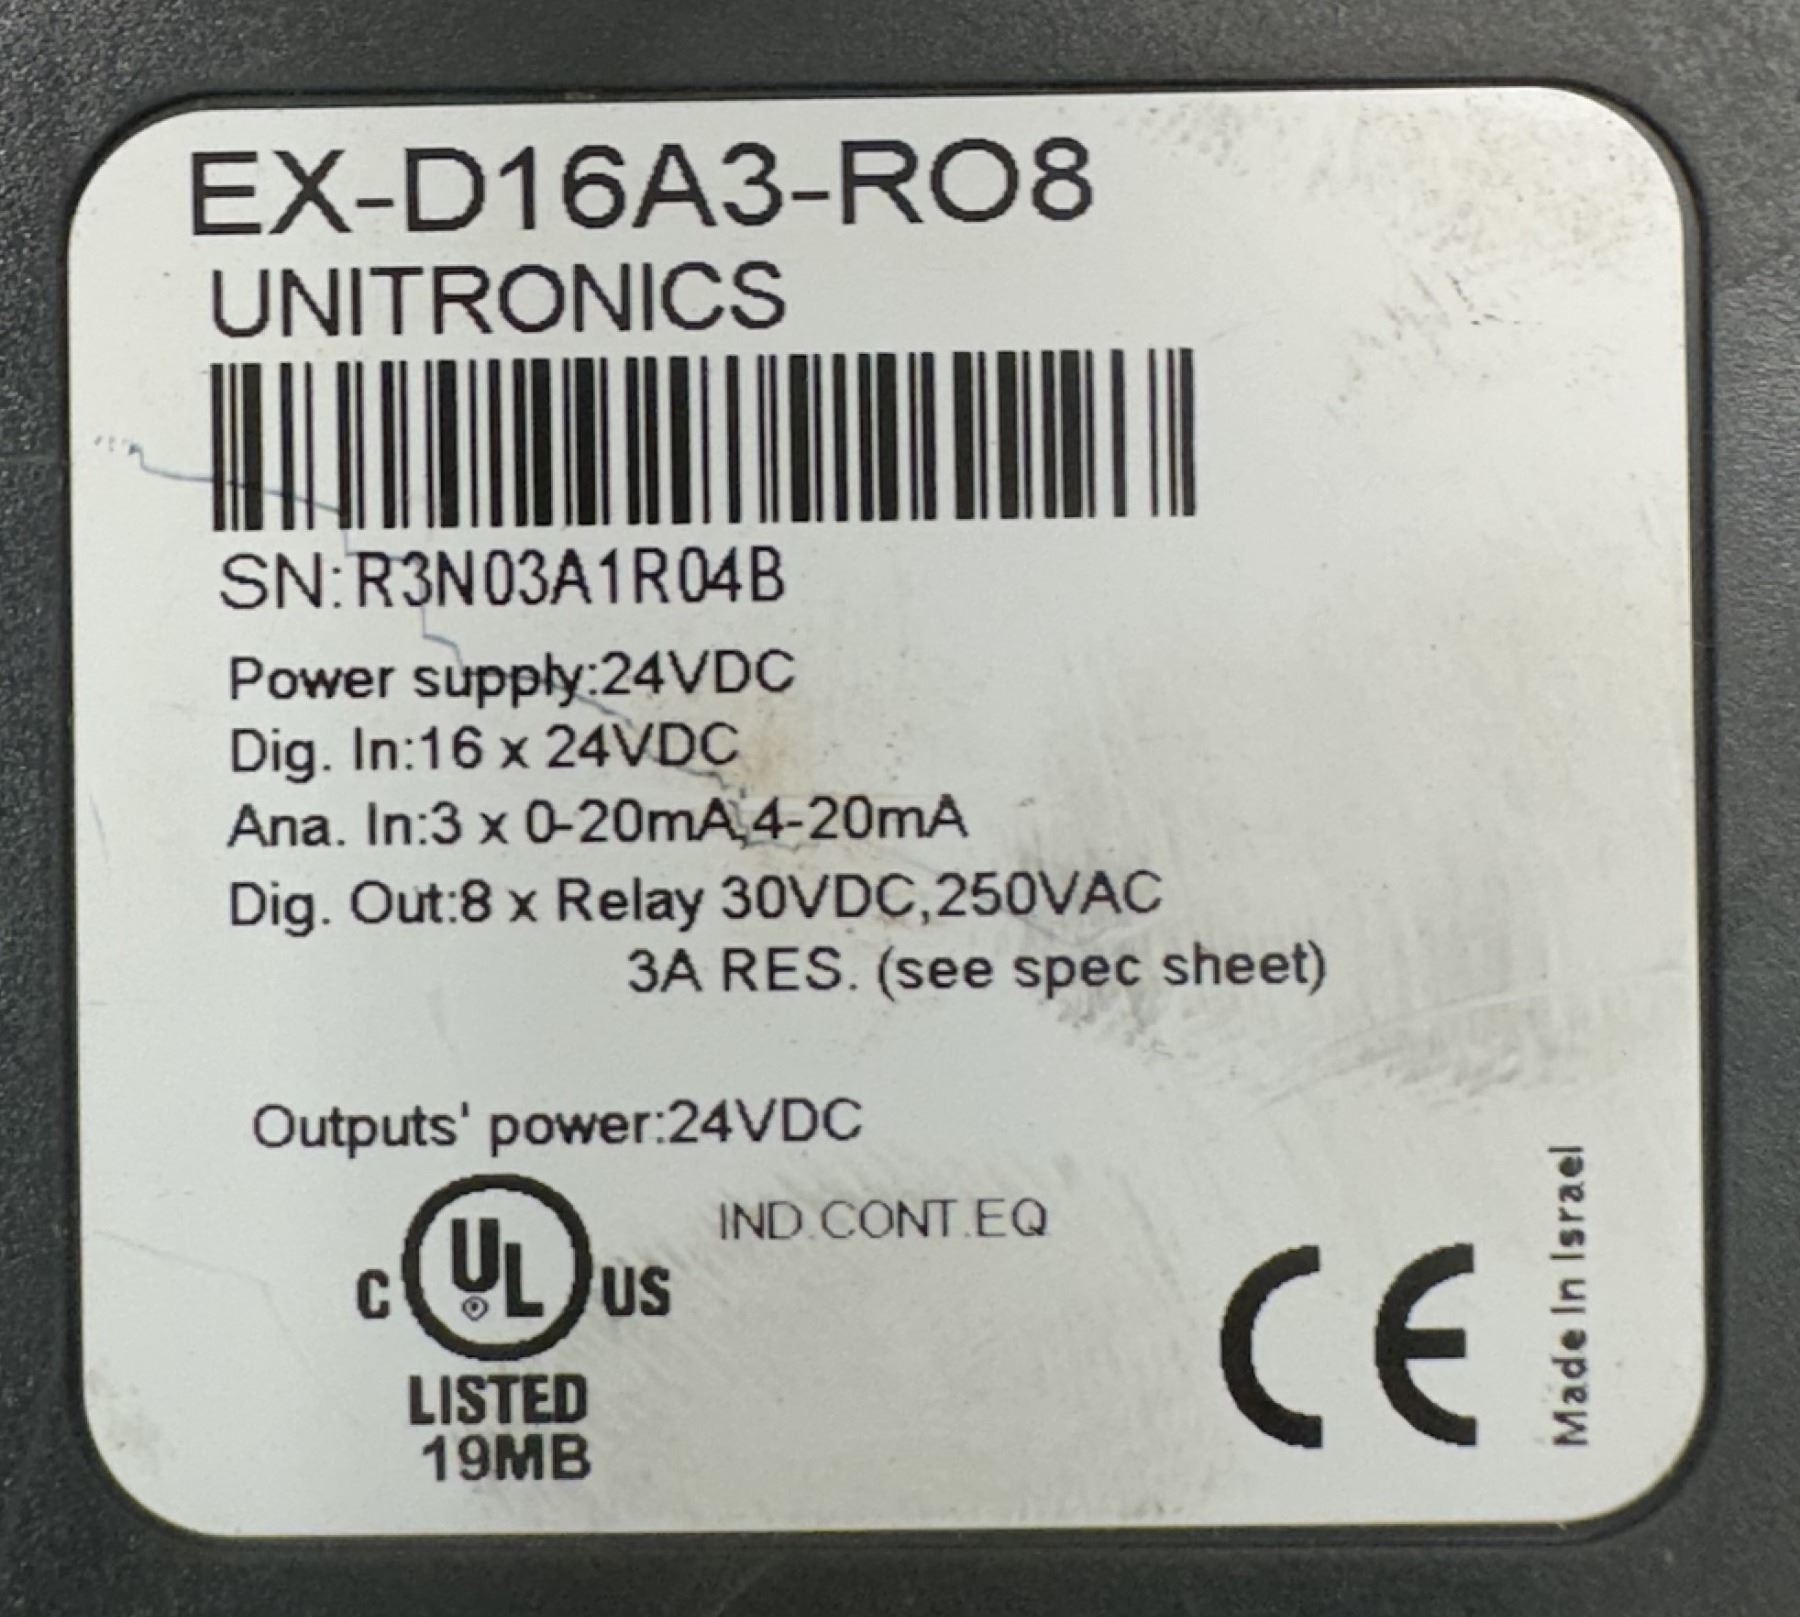 EX-D16A3-RO8
UNITRONICS
SN:R3N03A1R04B
Power supply:24VDC
Dig. In:16 x 24VDC
Ana. In:3 x 0-20mA,4-20mA
Dig. Out:8 x Relay 30VDC,250VAC
3A RES. (see spec sheet)
Outputs' power:24VDC
IND.CONT.EQ
C UL US
LISTED
19MB
CE
Made In Israel